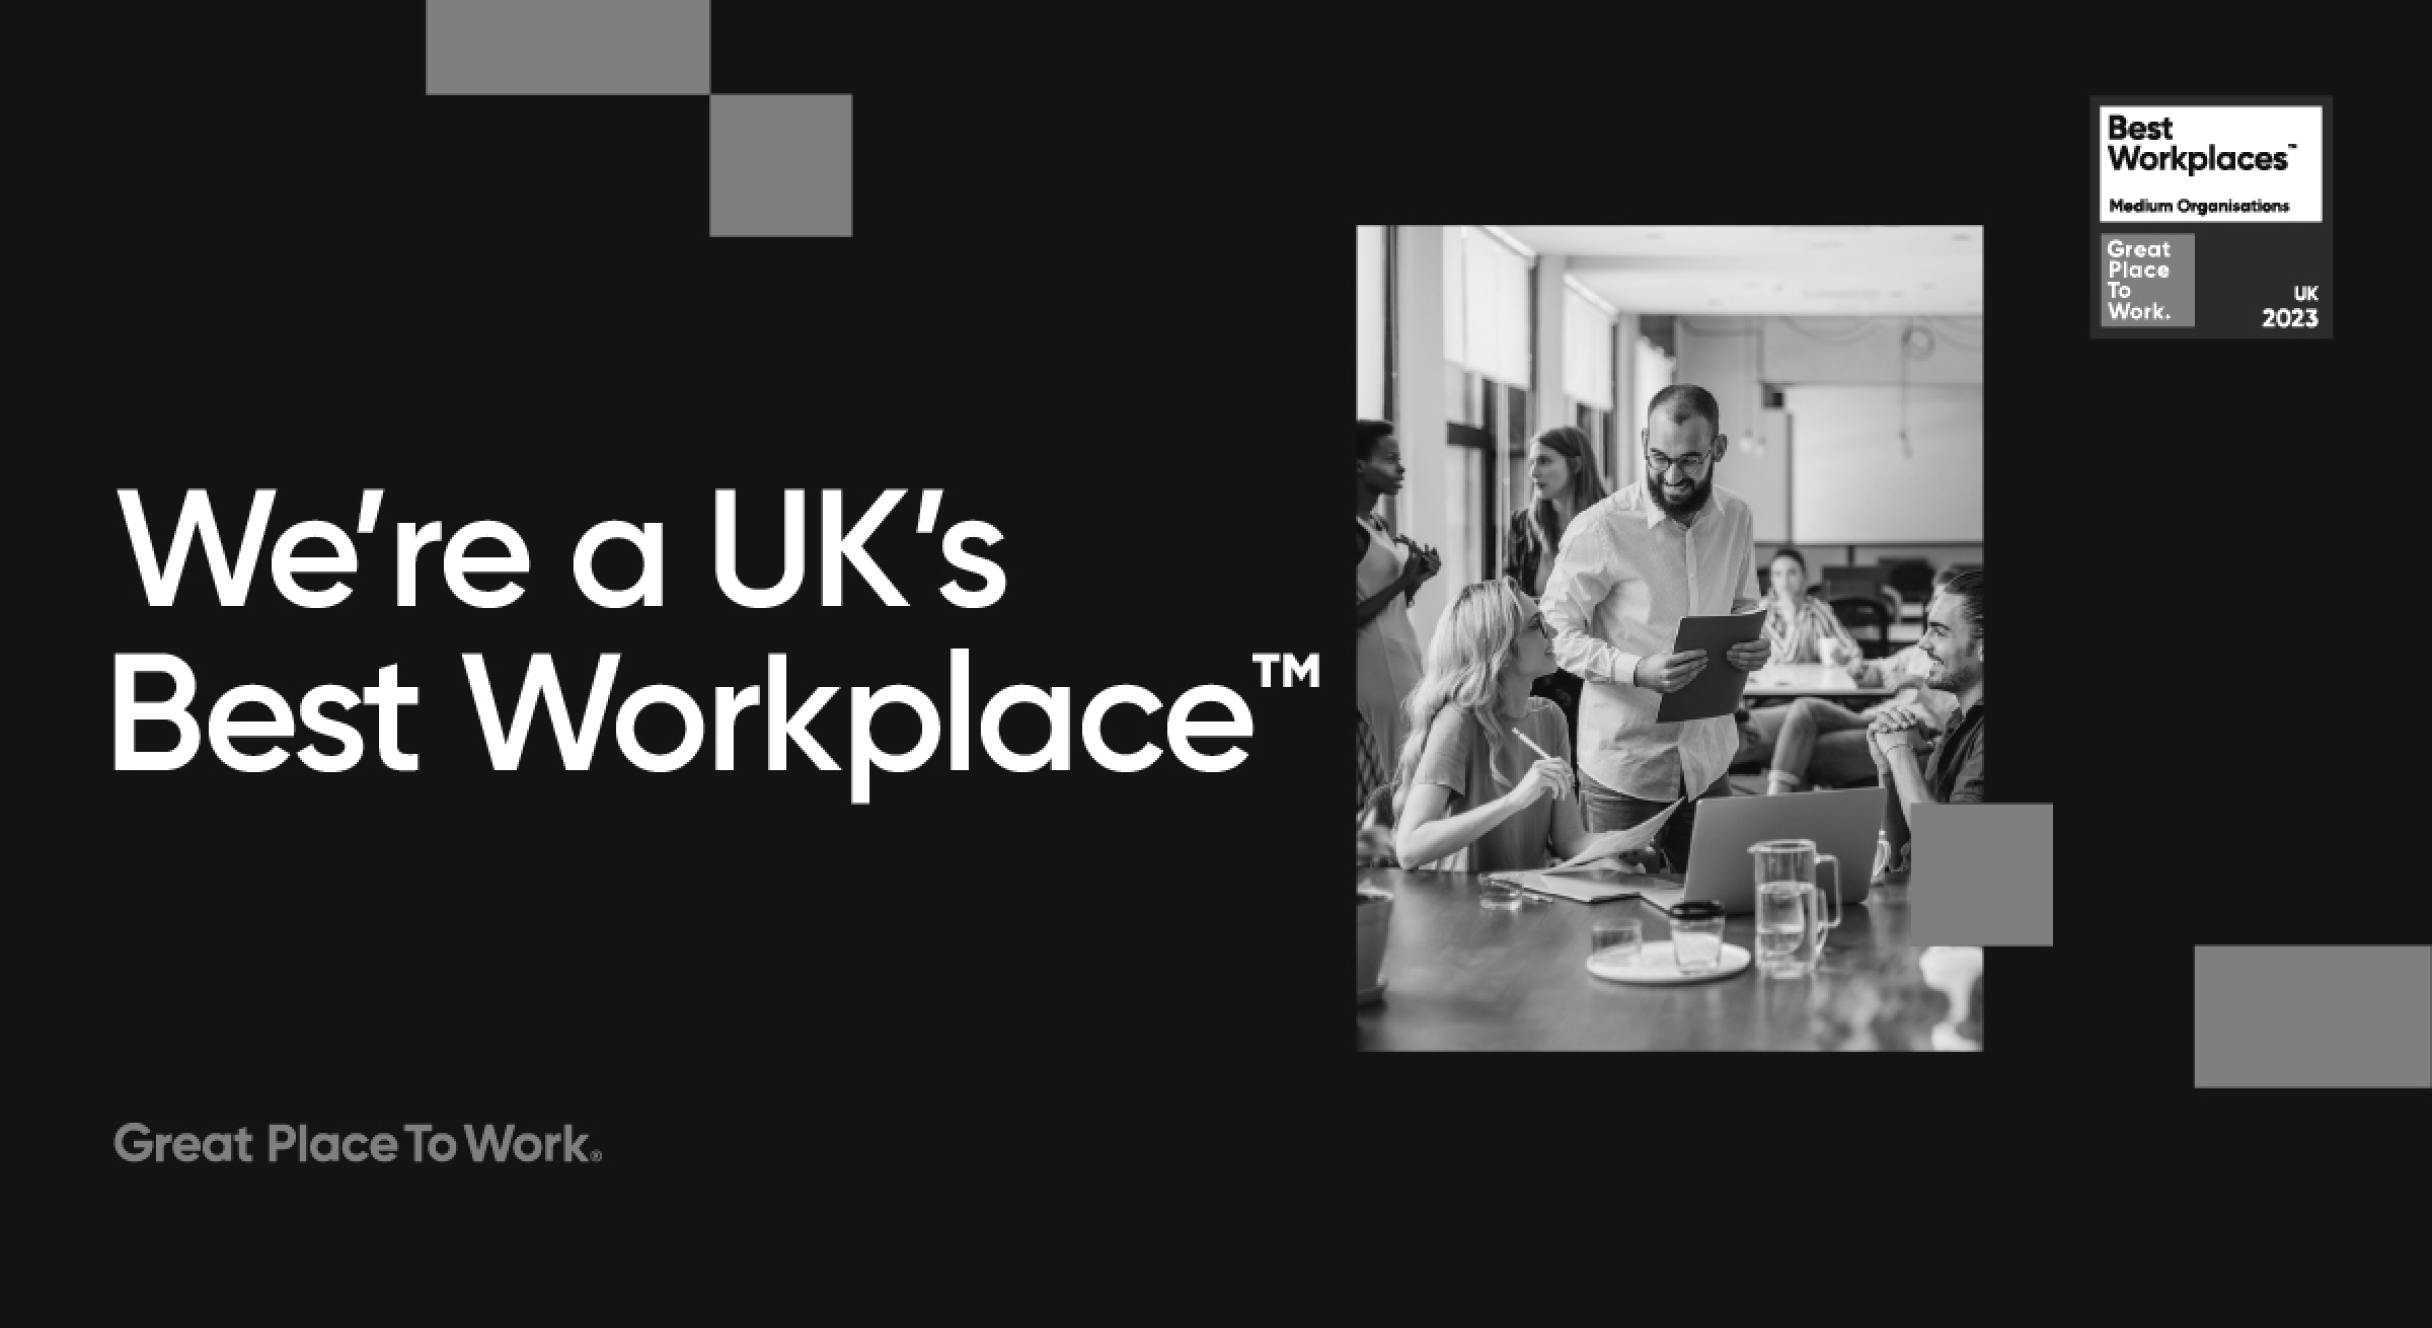 We’re a UK’s
Best Workplace™
Great Place To Work®
Best
Workplaces™
Medium Organisations
Great
Place
To
Work.
UK
2023